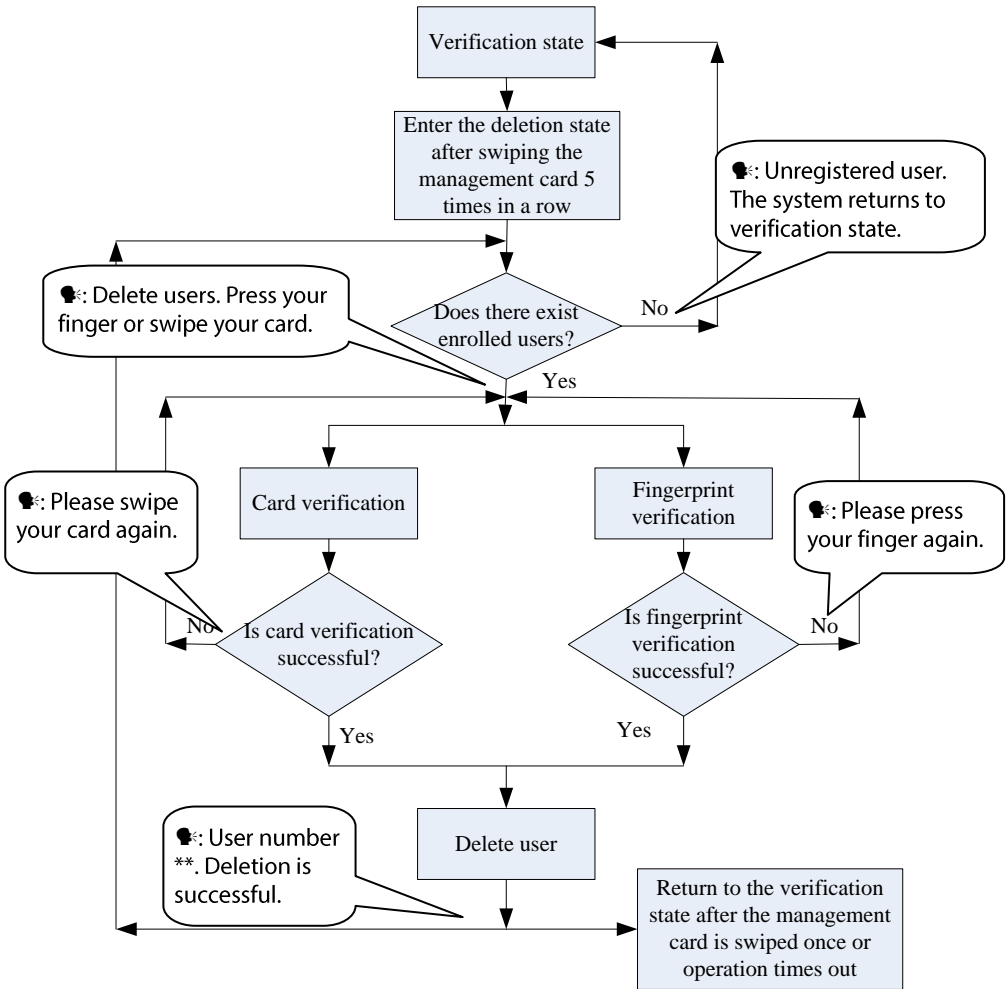 Verification state
Enter the deletion state
after swiping the
management card 5
times in a row
🗣: Unregistered user.
The system returns to
verification state.
🗣: Delete users. Press your
finger or swipe your card.
Does there exist
enrolled users?
No
Yes
🗣: Please swipe
your card again.
Card verification
Fingerprint
verification
🗣: Please press
your finger again.
No
Is card verification
successful?
Is fingerprint
verification
successful?
No
Yes
Yes
🗣: User number
**. Deletion is
successful.
Delete user
Return to the verification
state after the management
card is swiped once or
operation times out